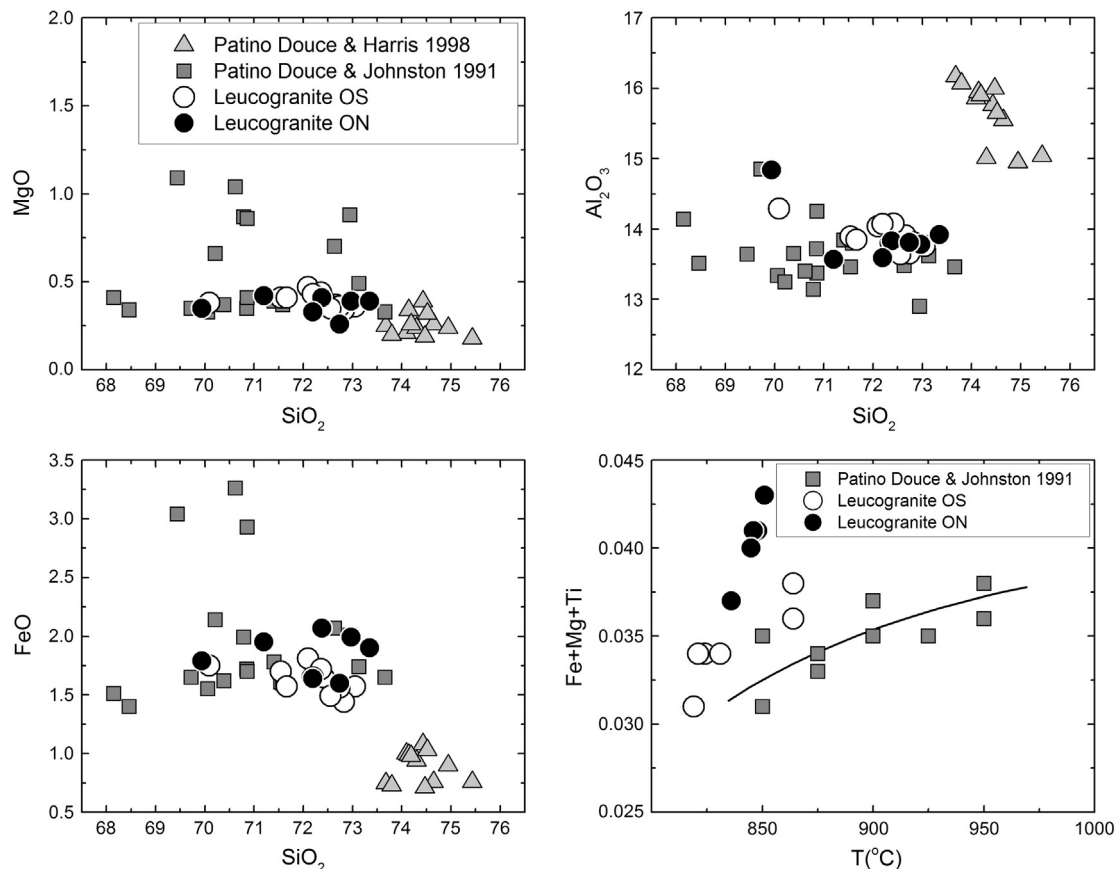 2.0
1.5
1.0
0.5
0.0
MgO
Patino Douce & Harris 1998
Patino Douce & Johnston 1991
Leucogranite OS
Leucogranite ON
68 69 70 71 72 73 74 75 76
SiO₂
17
16
15
14
13
12
Al₂O₃
68 69 70 71 72 73 74 75 76
SiO₂
3.5
3.0
2.5
2.0
1.5
1.0
0.5
FeO
68 69 70 71 72 73 74 75 76
SiO₂
0.045
0.040
0.035
0.030
0.025
Fe+Mg+Ti
Patino Douce & Johnston 1991
Leucogranite OS
Leucogranite ON
850 900 950 1000
T(°C)